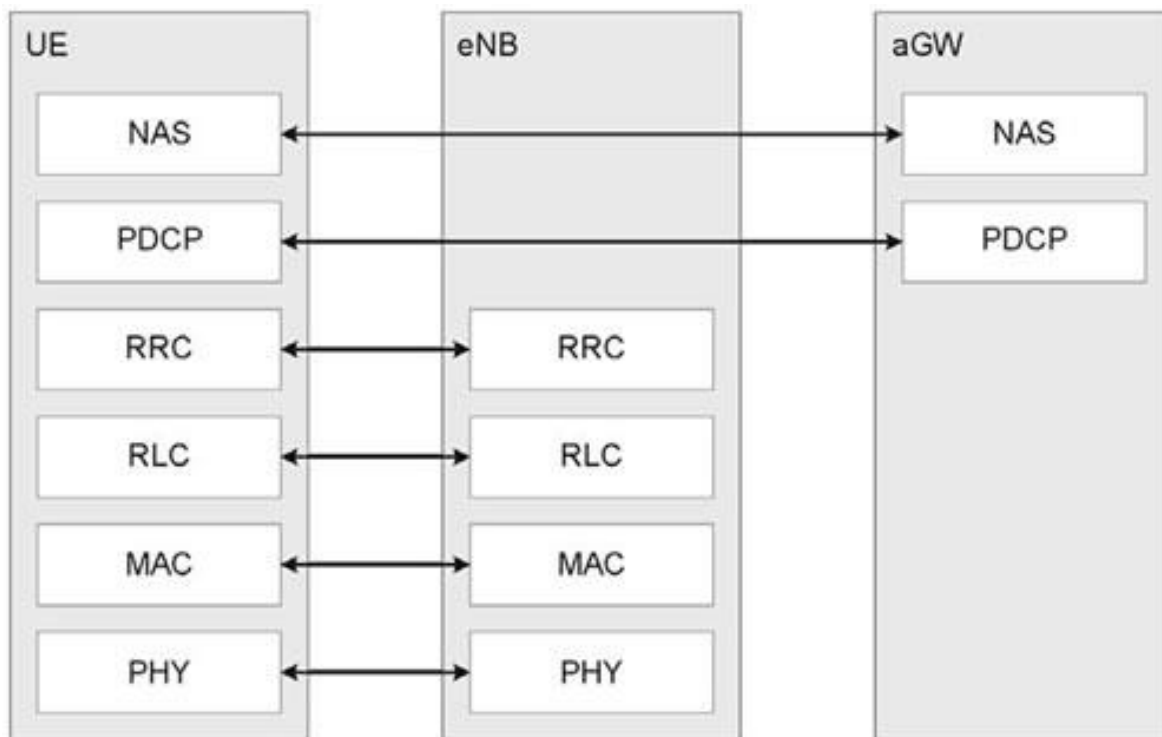 UE eNB aGW
NAS NAS
PDCP PDCP
RRC RRC
RLC RLC
MAC MAC
PHY PHY